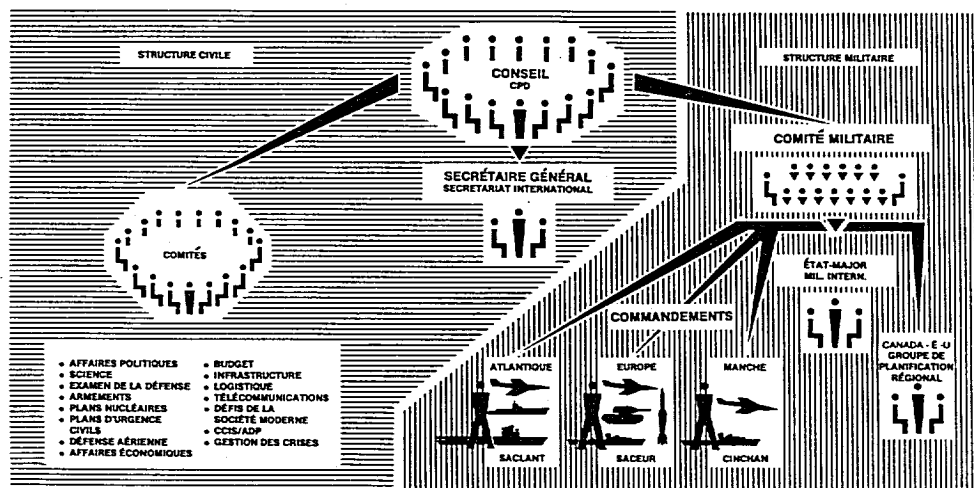 STRUCTURE CIVILE
CONSEIL
CPD
STRUCTURE MILITAIRE
COMITÉ MILITAIRE
SECRÉTAIRE GÉNÉRAL
SECRETARIAT INTERNATIONAL
COMITÉS
ÉTAT-MAJOR
MIL. INTERN.
COMMANDEMENTS
CANADA - É -U
GROUPE DE
PLANIFICATION
RÉGIONAL
• AFFAIRES POLITIQUES
• SCIENCE
• EXAMEN DE LA DÉFENSE
• ARMEMENTS
• PLANS NUCLÉAIRES
• PLANS D'URGENCE
CIVILS
• DÉFENSE AÉRIENNE
• AFFAIRES ÉCONOMIQUES
• BUDGET
• INFRASTRUCTURE
• LOGISTIQUE
• TÉLÉCOMMUNICATIONS
• DÉFIS DE LA
SOCIÉTÉ MODERNE
• CCIS/ADP
• GESTION DES CRISES
ATLANTIQUE
SACLANT
EUROPE
SACEUR
MANCHE
CINCHAN